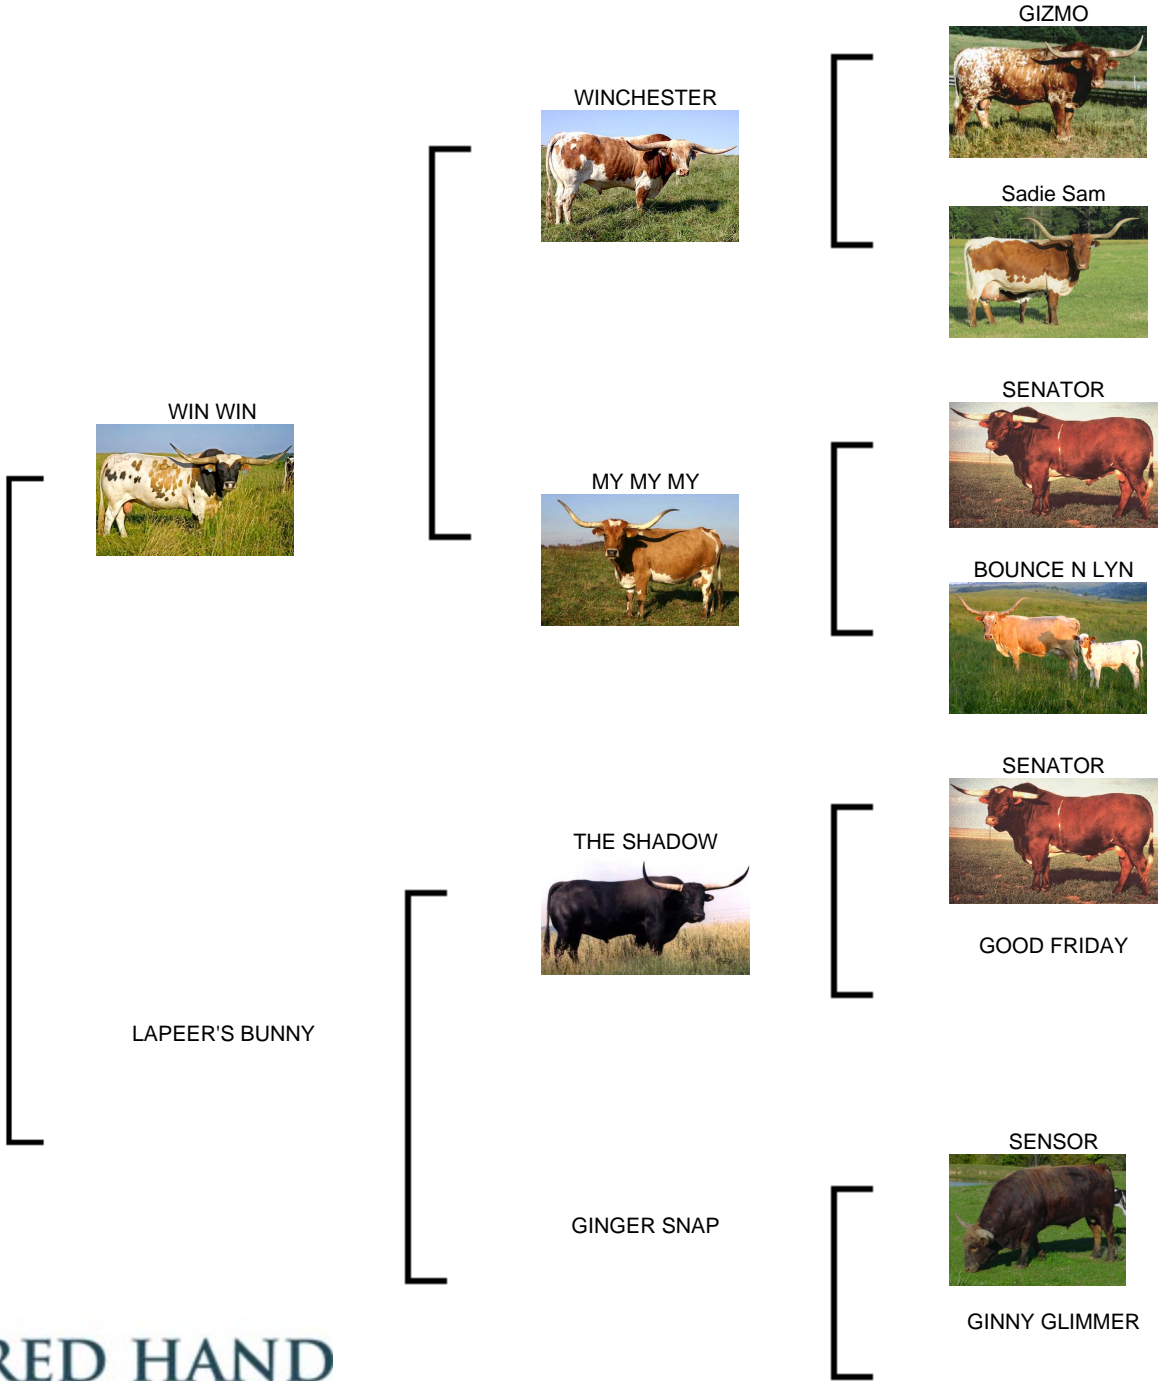 GIZMO
WINCHESTER
Sadie Sam
WIN WIN
SENATOR
MY MY MY
BOUNCE N LYN
SENATOR
THE SHADOW
GOOD FRIDAY
LAPEER'S BUNNY
SENSOR
GINGER SNAP
GINNY GLIMMER
RED HAND